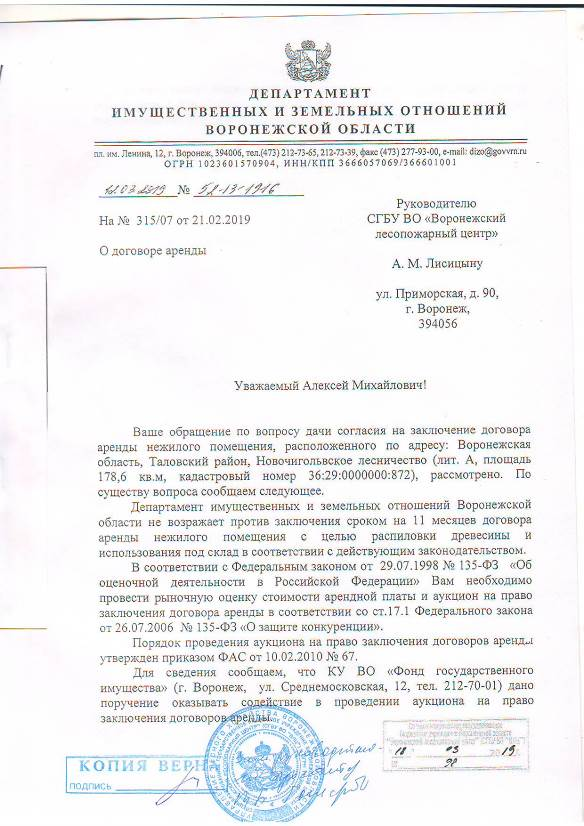 ДЕПАРТАМЕНТ
ИМУЩЕСТВЕННЫХ И ЗЕМЕЛЬНЫХ ОТНОШЕНИЙ
ВОРОНЕЖСКОЙ ОБЛАСТИ
пл. им. Ленина, 12, г. Воронеж, 394006, тел.(473) 212-73-65, 212-73-39, факс (473) 277-93-00, e-mail: dizo@govvrn.ru
ОГРН 1023601570904, ИНН/КПП 3666057069/366601001
03 2019 № 52-13-1916
На № 315/07 от 21.02.2019
О договоре аренды
Руководителю
СГБУ ВО «Воронежский
лесопожарный центр»
А. М. Лисицыну
ул. Приморская, д. 90,
г. Воронеж,
394056
Уважаемый Алексей Михайлович!
Ваше обращение по вопросу дачи согласия на заключение договора
аренды нежилого помещения, расположенного по адресу: Воронежская
область, Таловский район, Новочигольское лесничество (лит. А, площадь
178,6 кв.м, кадастровый номер 36:29:0000000:872), рассмотрено. По
существу вопроса сообщаем следующее.
Департамент имущественных и земельных отношений Воронежской
области не возражает против заключения сроком на 11 месяцев договора
аренды нежилого помещения с целью распиловки древесины и
использования под склад в соответствии с действующим законодательством.
В соответствии с Федеральным законом от 29.07.1998 № 135-ФЗ «Об
оценочной деятельности в Российской Федерации» Вам необходимо
провести рыночную оценку стоимости арендной платы и аукцион на право
заключения договора аренды в соответствии со ст.17.1 Федерального закона
от 26.07.2006 № 135-ФЗ «О защите конкуренции».
Порядок проведения аукциона на право заключения договоров аренды
утвержден приказом ФАС от 10.02.2010 № 67.
Для сведения сообщаем, что КУ ВО «Фонд государственного
имущества» (г. Воронеж, ул. Среднемосковская, 12, тел. 212-70-01) дано
поручение оказывать содействие в проведении аукциона на право
заключения договоров аренды.
18 03 2019
КОПИЯ ВЕРНА
ПОДПИСЬ